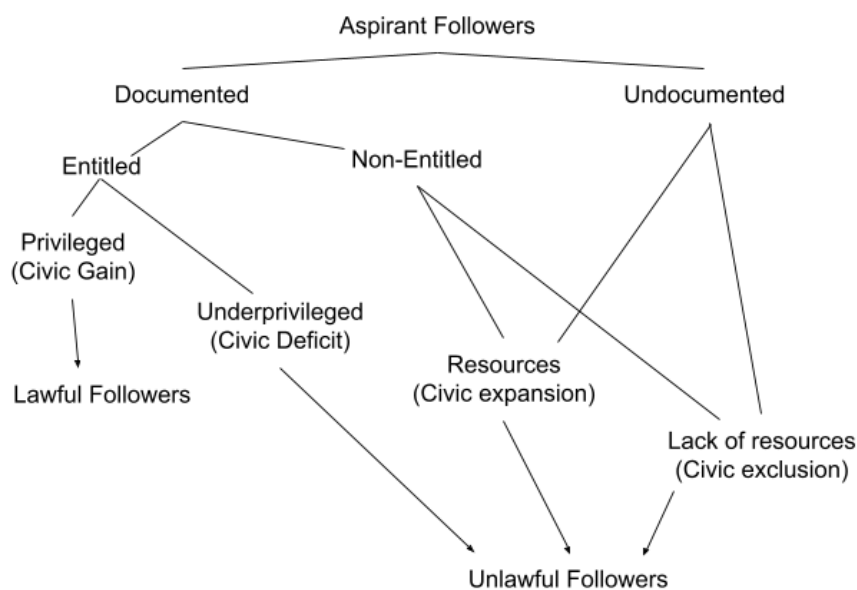 Aspirant Followers
Documented
Undocumented
Entitled
Non-Entitled
Privileged
(Civic Gain)
Underprivileged
(Civic Deficit)
Resources
(Civic expansion)
Lawful Followers
Lack of resources
(Civic exclusion)
Unlawful Followers